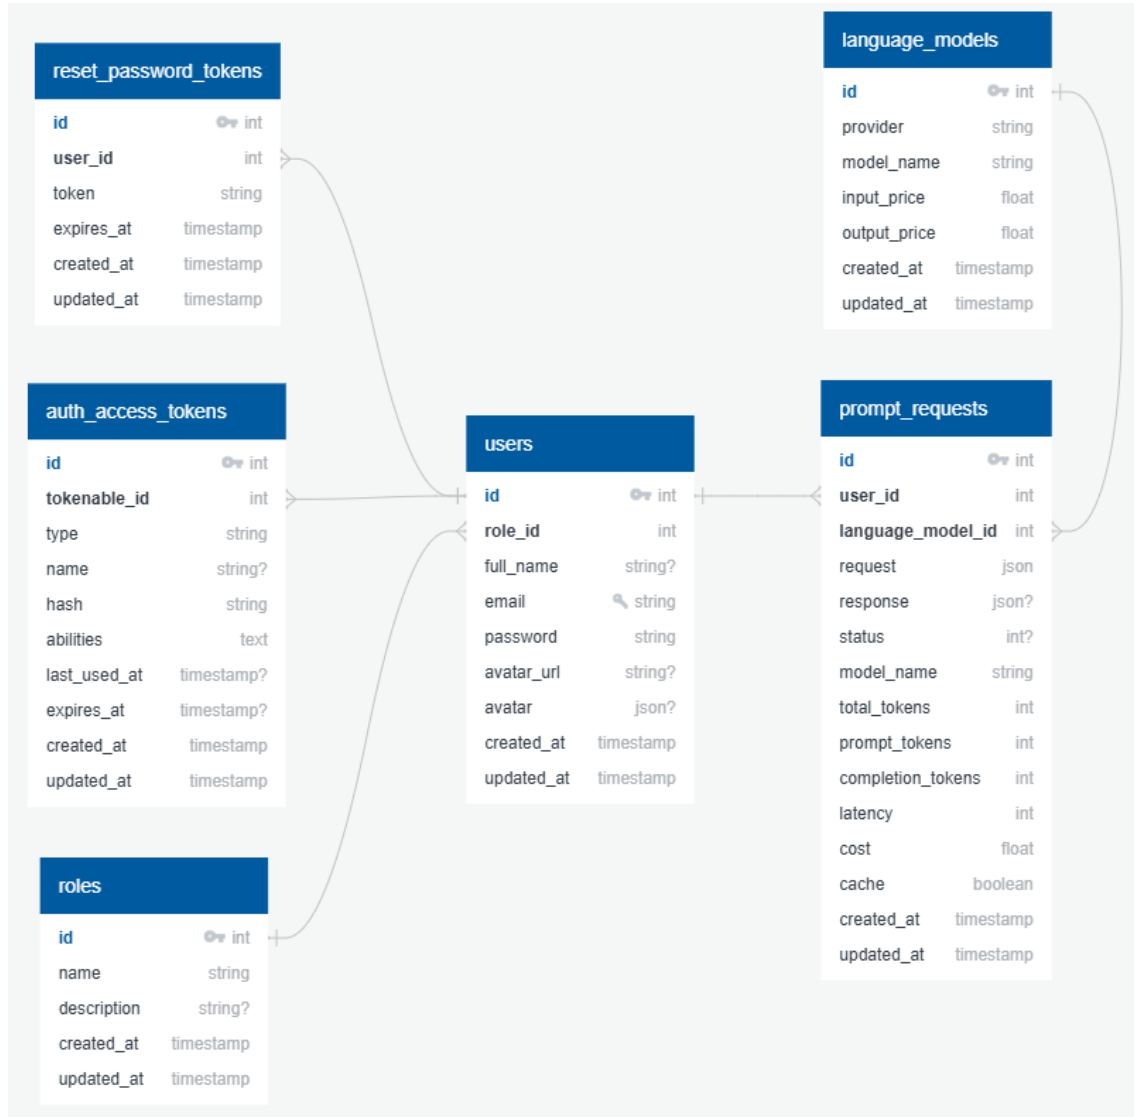 reset_password_tokens
id int
user_id int
token string
expires_at timestamp
created_at timestamp
updated_at timestamp
auth_access_tokens
id int
tokenable_id int
type string
name string?
hash string
abilities text
last_used_at timestamp?
expires_at timestamp?
created_at timestamp
updated_at timestamp
roles
id int
name string
description string?
created_at timestamp
updated_at timestamp
users
id int
role_id int
full_name string?
email string
password string
avatar_url string?
avatar json?
created_at timestamp
updated_at timestamp
language_models
id int
provider string
model_name string
input_price float
output_price float
created_at timestamp
updated_at timestamp
prompt_requests
id int
user_id int
language_model_id int
request json
response json?
status int?
model_name string
total_tokens int
prompt_tokens int
completion_tokens int
latency int
cost float
cache boolean
created_at timestamp
updated_at timestamp